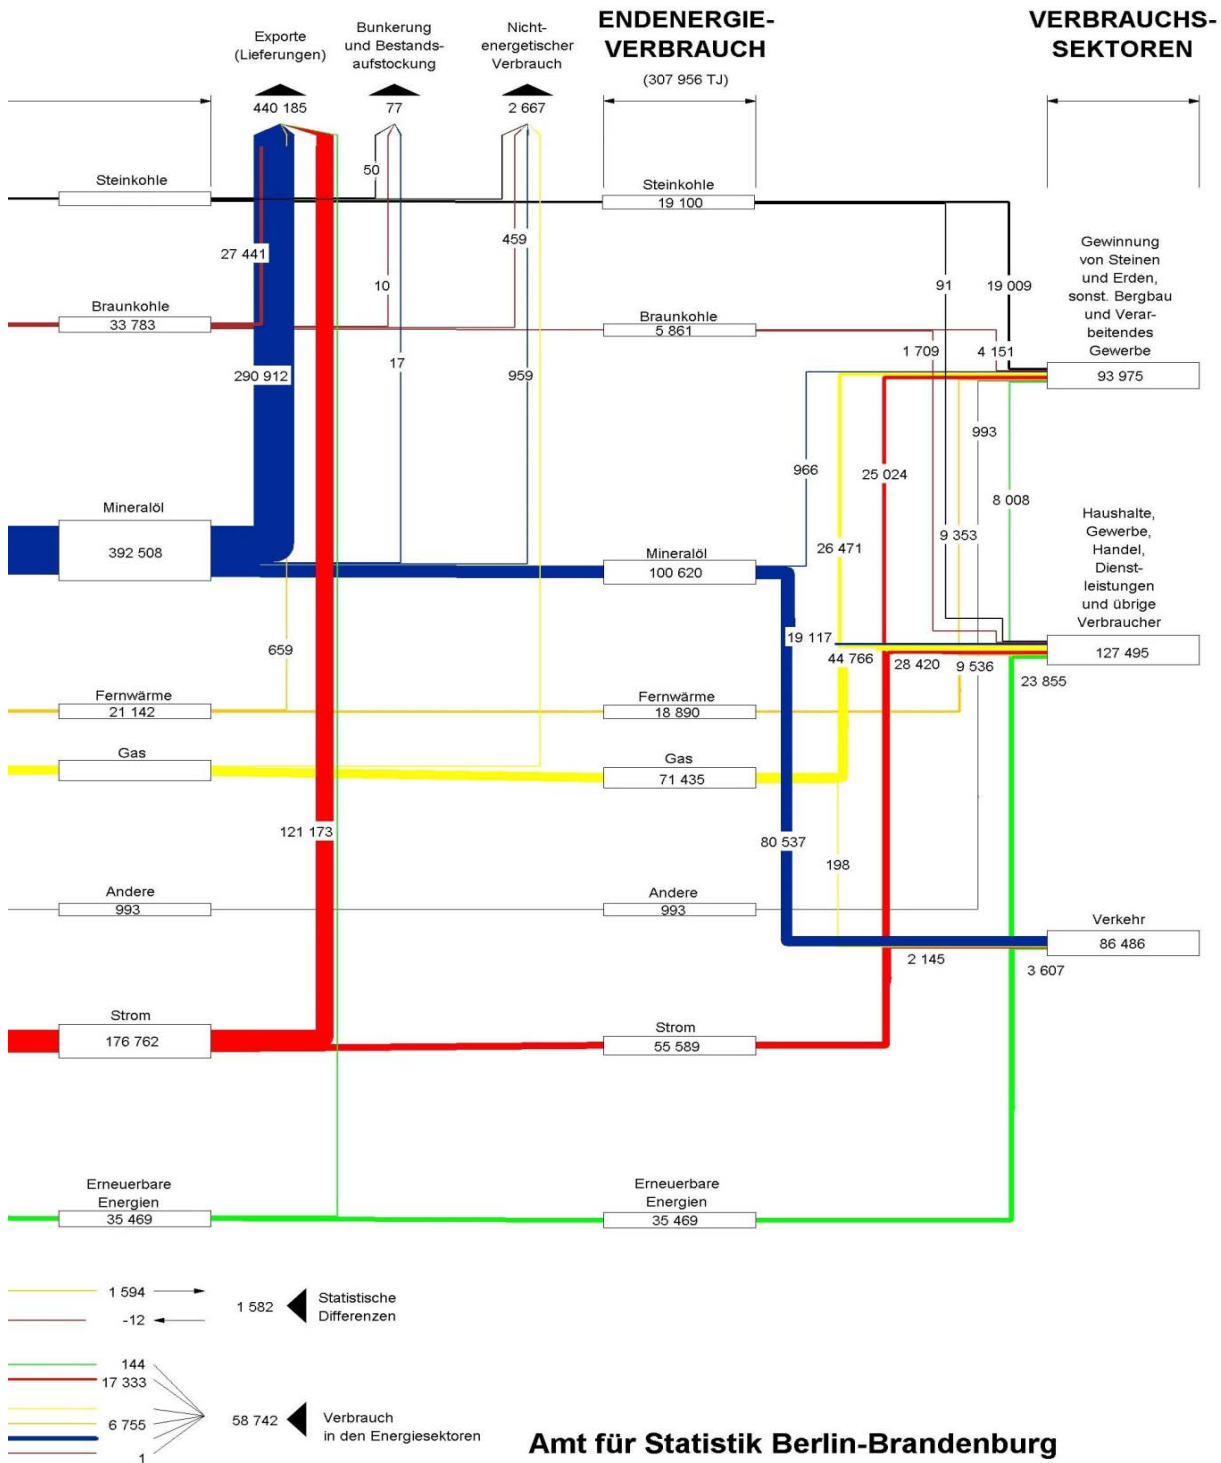 Exporte
(Lieferungen)
Bunkerung
und Bestands-
aufstockung
Nicht-
energetischer
Verbrauch
ENDENERGIE-
VERBRAUCH
(307 956 TJ)
VERBRAUCHS-
SEKTOREN
440 185
77
2 667
Steinkohle
50
Steinkohle
19 100
27 441
459
10
91
19 009
Gewinnung
von Steinen
und Erden,
sonst. Bergbau
und Verar-
beitendes
Gewerbe
93 975
Braunkohle
33 783
Braunkohle
5 861
1 709
4 151
17
290 912
959
993
966
25 024
8 008
Mineralöl
392 508
Mineralöl
100 620
26 471
9 353
Haushalte,
Gewerbe,
Handel,
Dienst-
leistungen
und übrige
Verbraucher
127 495
659
19 117
44 766
28 420
9 536
23 855
Fernwärme
21 142
Fernwärme
18 890
Gas
Gas
71 435
121 173
80 537
198
Andere
993
Andere
993
Verkehr
86 486
2 145
3 607
Strom
176 762
Strom
55 589
Erneuerbare
Energien
35 469
Erneuerbare
Energien
35 469
1 594
-12
1 582
Statistische
Differenzen
144
17 333
6 755
1
58 742
Verbrauch
in den Energiesektoren
Amt für Statistik Berlin-Brandenburg